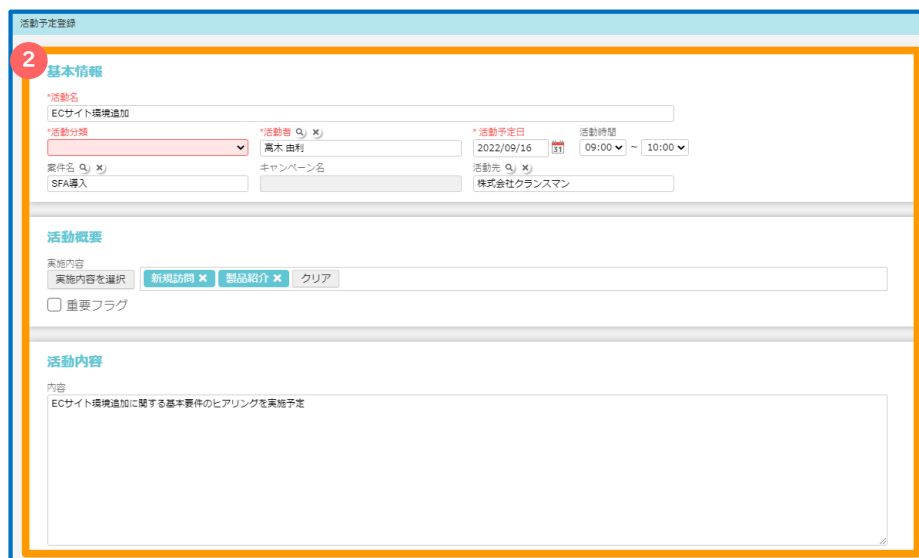 活動予定登録
2
基本情報
*活動名
ECサイト環境追加
*活動分類 *活動者 *活動予定日 活動時間
高木 由利 2022/09/16 31 09:00 ~ 10:00
案件名 キャンペーン名 活動先
SFA導入 株式会社クランスマン
活動概要
実施内容
実施内容を選択 新規訪問 × 製品紹介 × クリア
重要フラグ
活動内容
内容
ECサイト環境追加に関する基本要件のヒアリングを実施予定